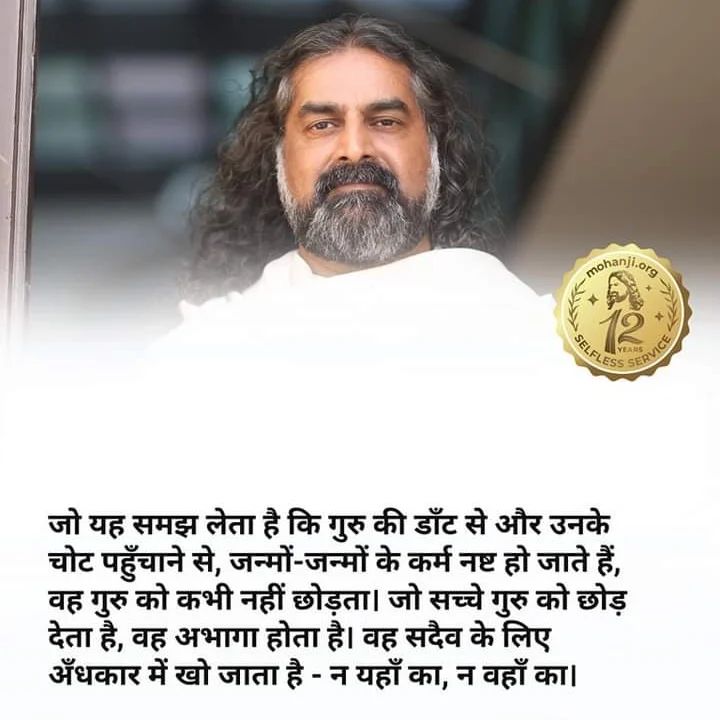 mohanji.org
12
YEARS
SELFLESS SERVICE
जो यह समझ लेता है कि गुरु की डाँट से और उनके
चोट पहुँचाने से, जन्मों-जन्मों के कर्म नष्ट हो जाते हैं,
वह गुरु को कभी नहीं छोड़ता। जो सच्चे गुरु को छोड़
देता है, वह अभागा होता है। वह सदैव के लिए
अँधकार में खो जाता है - न यहाँ का, न वहाँ का।